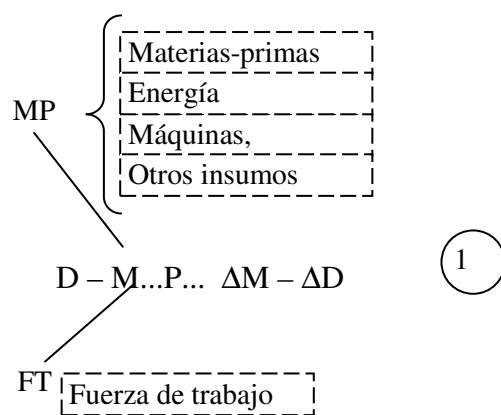 Materias-primas
Energía
MP
Máquinas,
Otros insumos
D – M...P... ΔM – ΔD
1
FT
Fuerza de trabajo